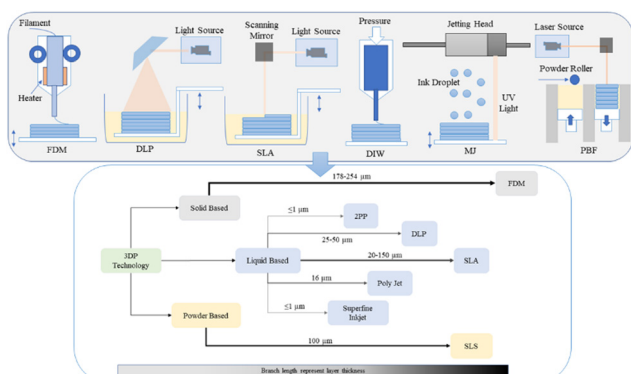 Filament
Heater
FDM
Light Source
DLP
Scanning
Mirror
Light Source
SLA
Pressure
DIW
Jetting Head
Ink Droplet
UV
Light
MJ
Laser Source
Powder Roller
PBF
178-254 μm
Solid Based
FDM
≤1 μm
2PP
25-50 μm
DLP
3DP
Technology
Liquid Based
20-150 μm
SLA
16 μm
Poly Jet
≤1 μm
Superfine
Inkjet
Powder Based
100 μm
SLS
Branch length represent layer thickness